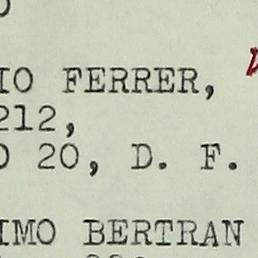 IO FERRER,
212,
O 20, D. F.
IMO BERTRAN